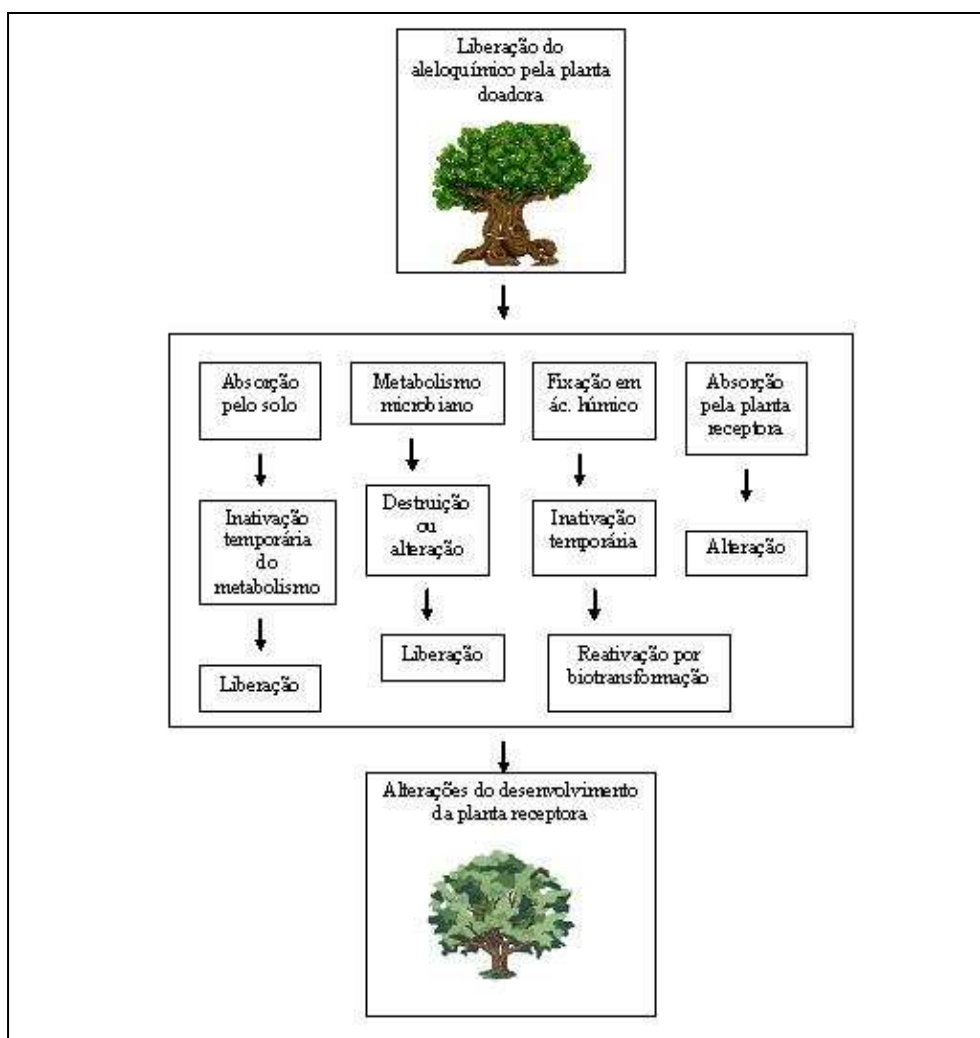 Liberação do
aleloquímico pela planta
doadora
Absorção
pelo solo
Inativação
temporária
do
metabolismo
Liberação
Metabolismo
microbiano
Destruição
ou
alteração
Liberação
Fixação em
ác. húmico
Inativação
temporária
Reativação por
biotransformação
Absorção
pela planta
receptora
Alteração
Alterações do desenvolvimento
da planta receptora